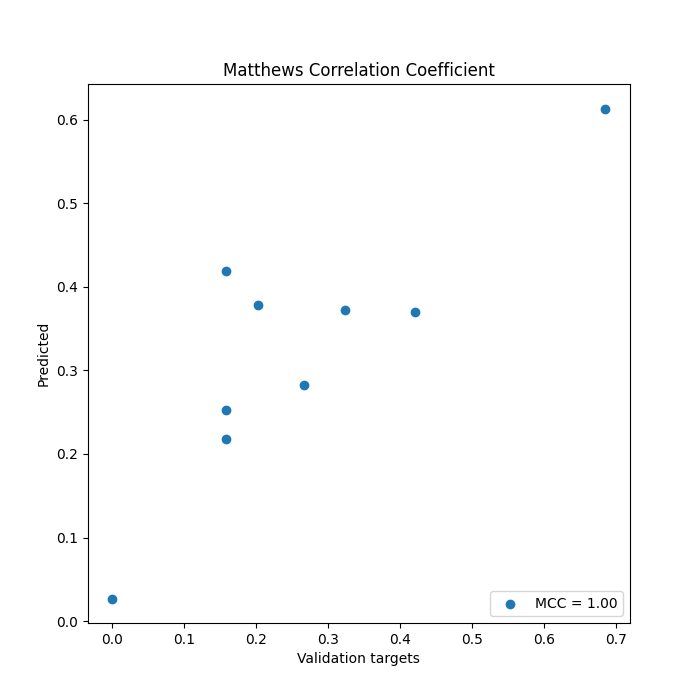 Matthews Correlation Coefficient
0.6
0.5
0.4
0.3
0.2
0.1
0.0
Predicted
MCC = 1.00
0.0 0.1 0.2 0.3 0.4 0.5 0.6 0.7
Validation targets